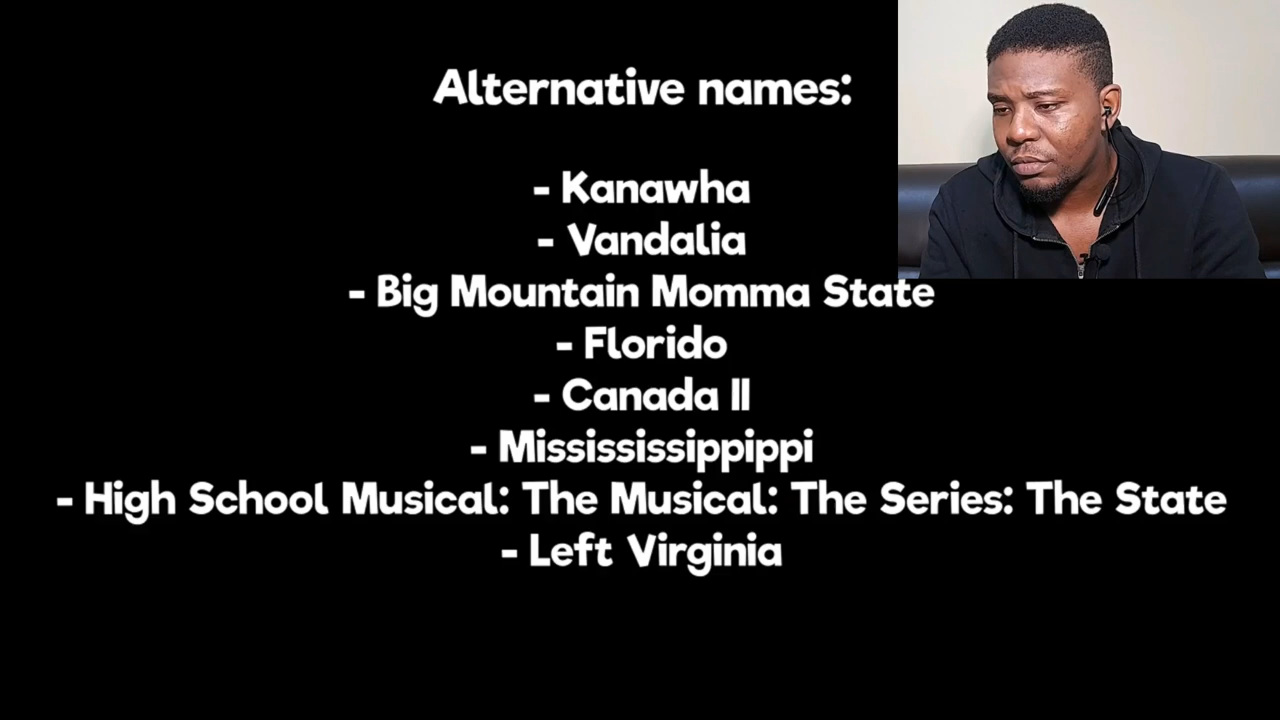 Alternative names:
- Kanawha
- Vandalia
- Big Mountain Momma State
- Florido
- Canada II
- Missississississippippi
- High School Musical: The Musical: The Series: The State
- Left Virginia